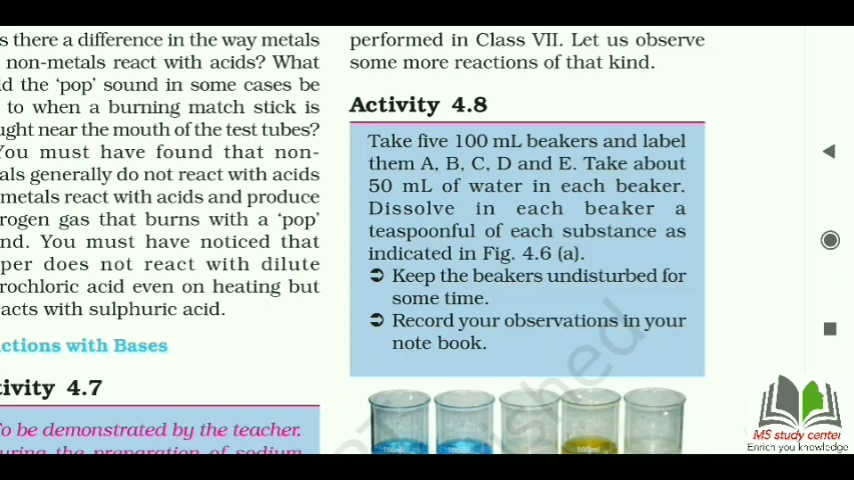 s there a difference in the way metals
non-metals react with acids? What
ld the ‘pop’ sound in some cases be
to when a burning match stick is
ught near the mouth of the test tubes?
You must have found that non-
als generally do not react with acids
metals react with acids and produce
rogen gas that burns with a ‘pop’
nd. You must have noticed that
per does not react with dilute
rochloric acid even on heating but
acts with sulphuric acid.
ctions with Bases
ivity 4.7
To be demonstrated by the teacher.
uring the preparation of sodium
performed in Class VII. Let us observe
some more reactions of that kind.
Activity 4.8
Take five 100 mL beakers and label
them A, B, C, D and E. Take about
50 mL of water in each beaker.
Dissolve in each beaker a
teaspoonful of each substance as
indicated in Fig. 4.6 (a).
➲ Keep the beakers undisturbed for
some time.
➲ Record your observations in your
note book.
MS study center
Enrich you knowledge